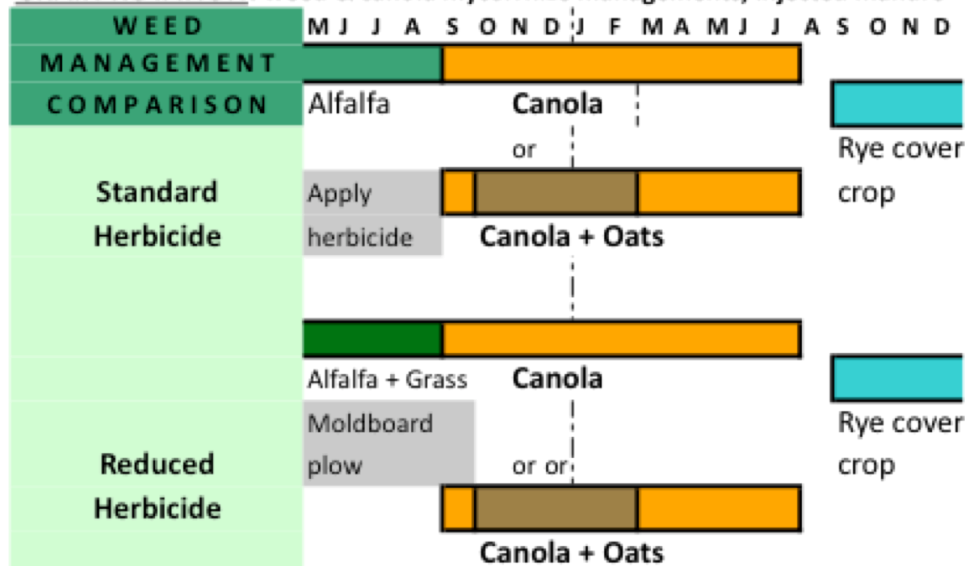 WEED M J J A S O N D J F M A M J J A S O N D
MANAGEMENT
COMPARISON Alfalfa Canola
or Rye cover
Standard Apply crop
Herbicide herbicide Canola + Oats
Alfalfa + Grass Canola
Moldboard Rye cover
Reduced plow or or crop
Herbicide
Canola + Oats